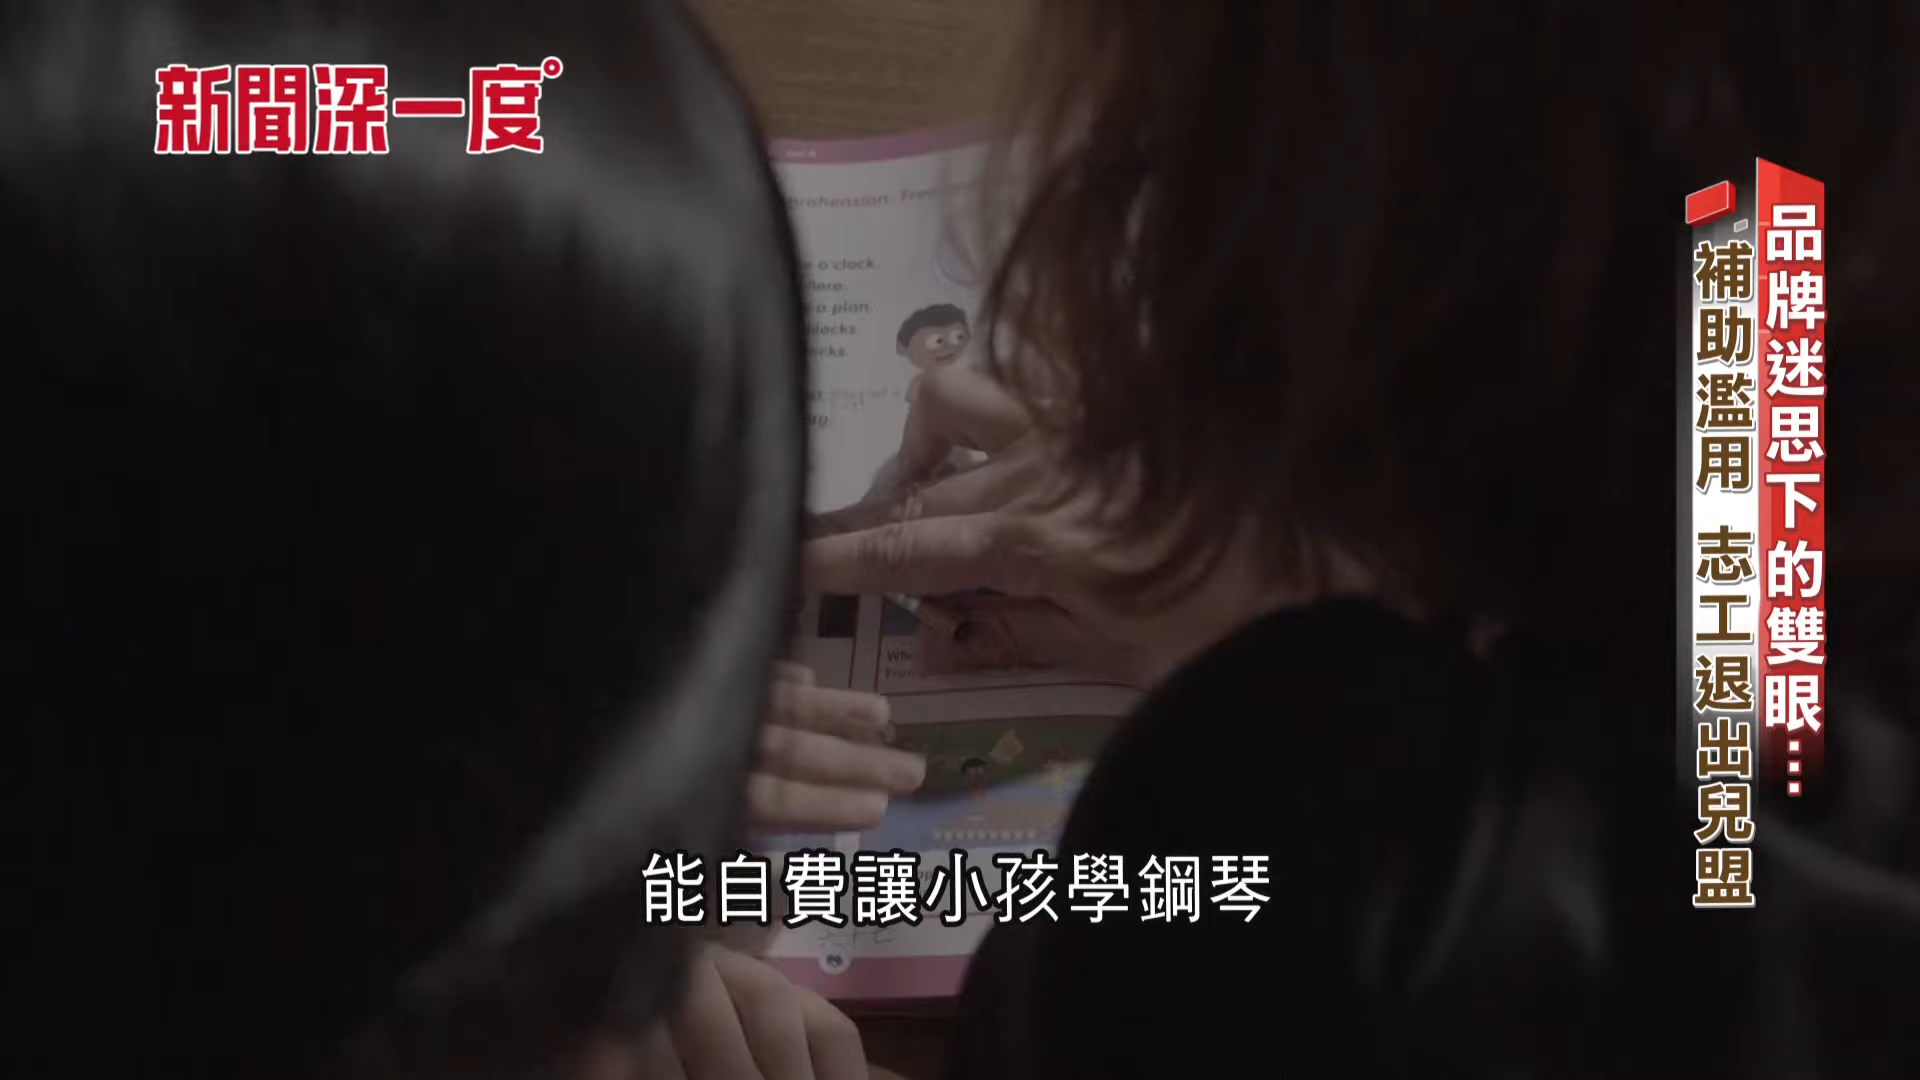 新聞深一度
品牌迷思下的雙眼…
補助濫用 志工退出兒盟
o'clock.
a plan.
能自費讓小孩學鋼琴